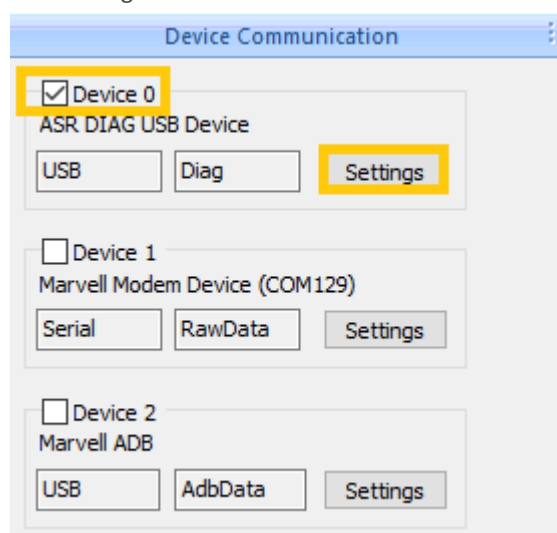 Device Communication
Device 0
ASR DIAG USB Device
USB Diag Settings
Device 1
Marvell Modem Device (COM129)
Serial RawData Settings
Device 2
Marvell ADB
USB AdbData Settings